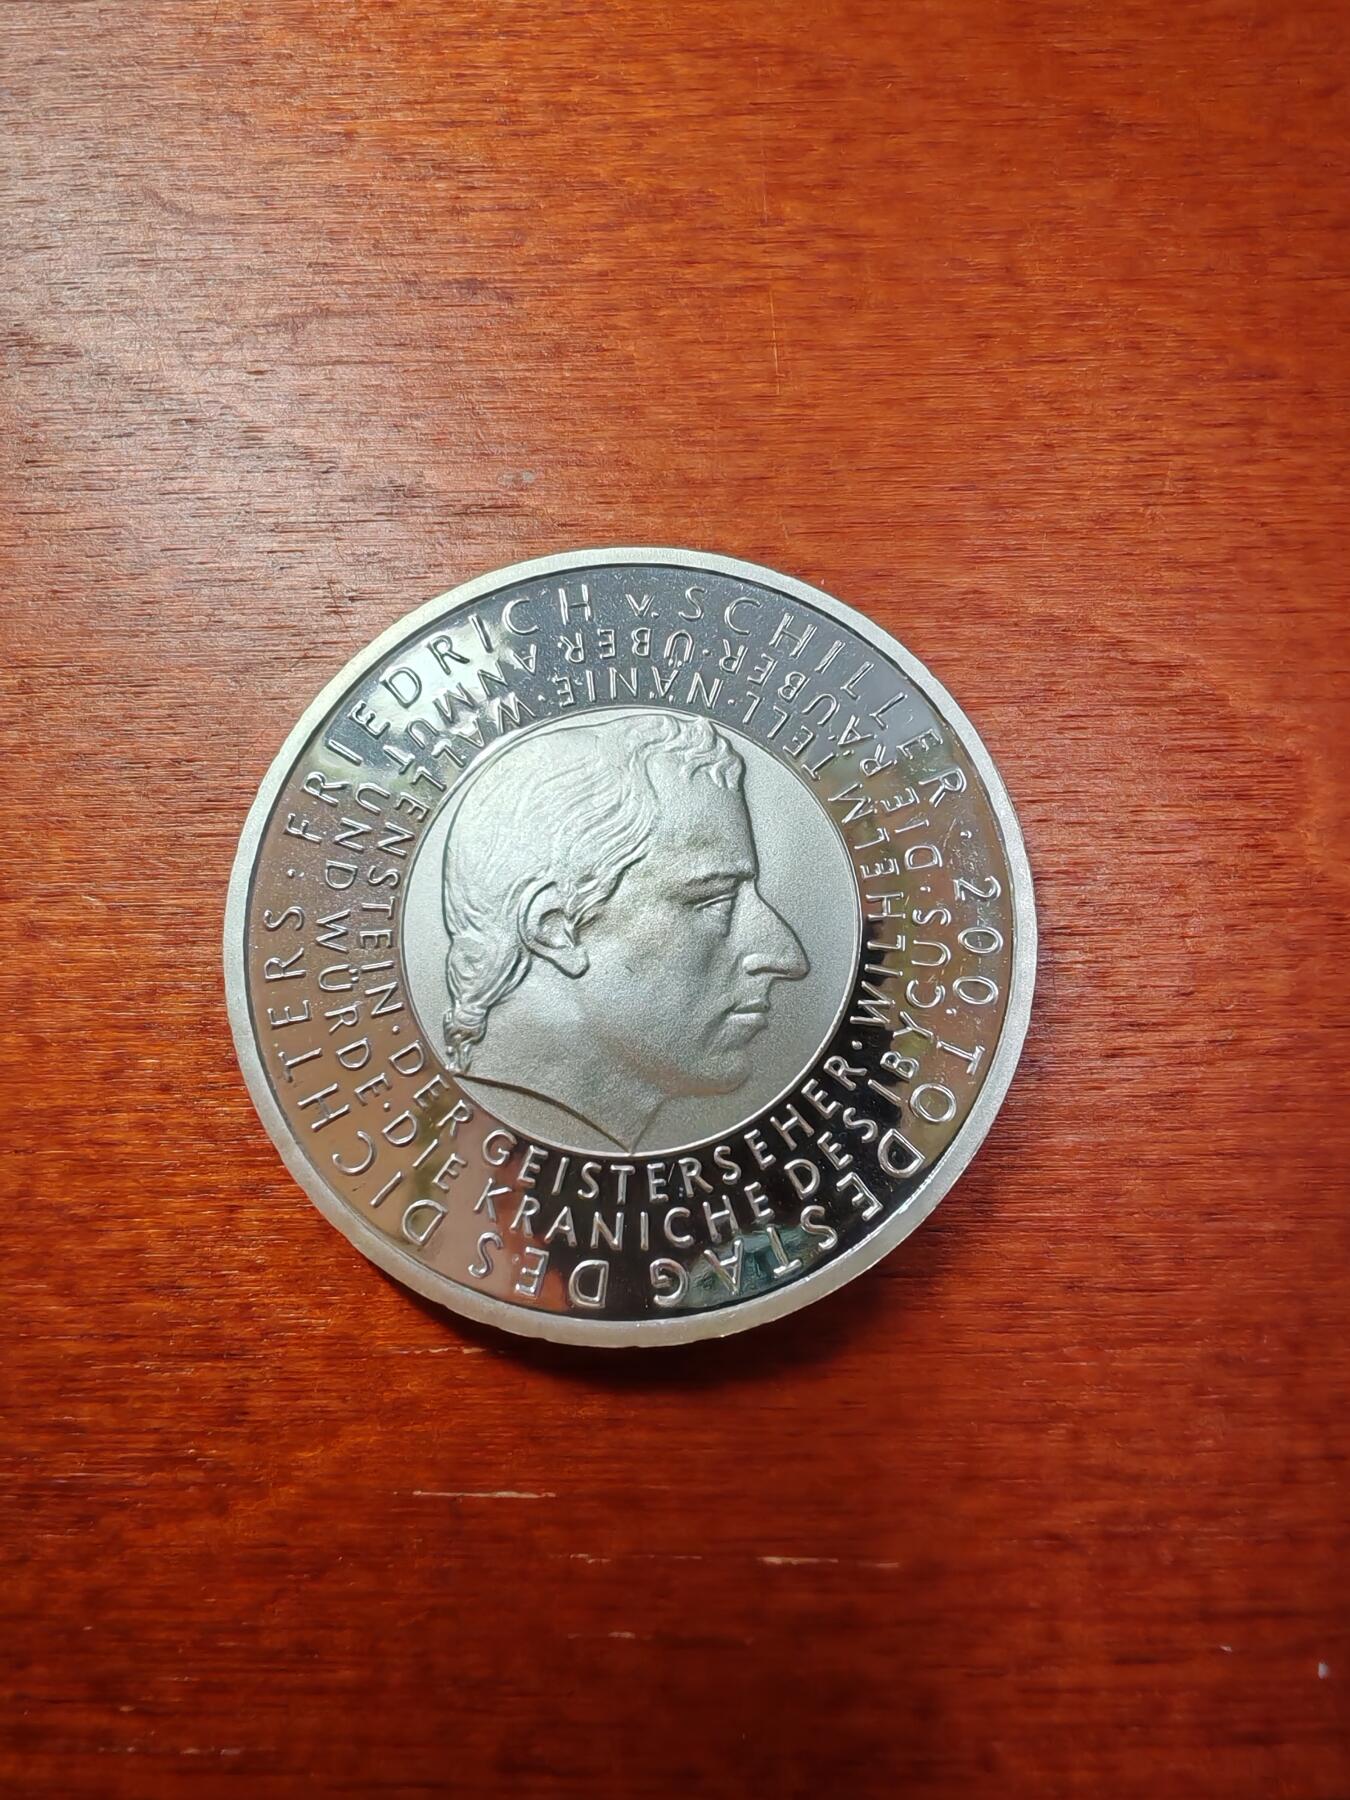 FRIEDRICH v. SCHILLER · 200. TODESTAG DES DICHTERS ·
ÜBER ANMUT UND WÜRDE · DIE KRANICHE DES IBYCUS · DIE RÄUBER ·
WALLENSTEIN · DER GEISTERSEHER · WILHELM TELL · NÄNIE ·